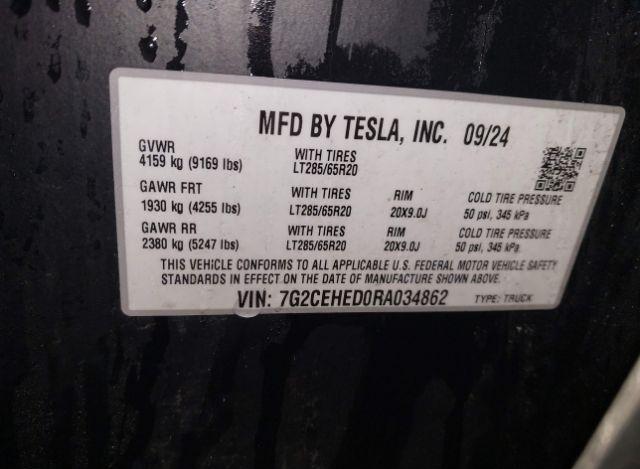 MFD BY TESLA, INC. 09/24
GVWR
4159 kg (9169 lbs)
WITH TIRES
LT285/65R20
GAWR FRT
1930 kg (4255 lbs)
WITH TIRES
LT285/65R20
RIM
20X9.0J
COLD TIRE PRESSURE
50 psi, 345 kPa
GAWR RR
2380 kg (5247 lbs)
WITH TIRES
LT285/65R20
RIM
20X9.0J
COLD TIRE PRESSURE
50 psi, 345 kPa
THIS VEHICLE CONFORMS TO ALL APPLICABLE U.S. FEDERAL MOTOR VEHICLE SAFETY
STANDARDS IN EFFECT ON DATE OF MANUFACTURE SHOWN ABOVE.
VIN: 7G2CEHED0RA034862 TYPE: TRUCK